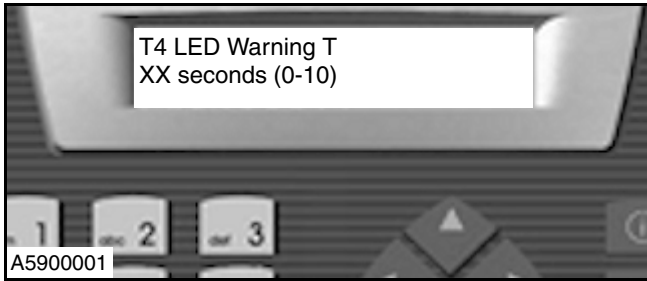 T4 LED Warning T
XX seconds (0-10)
1 abc 2 def 3
A5900001